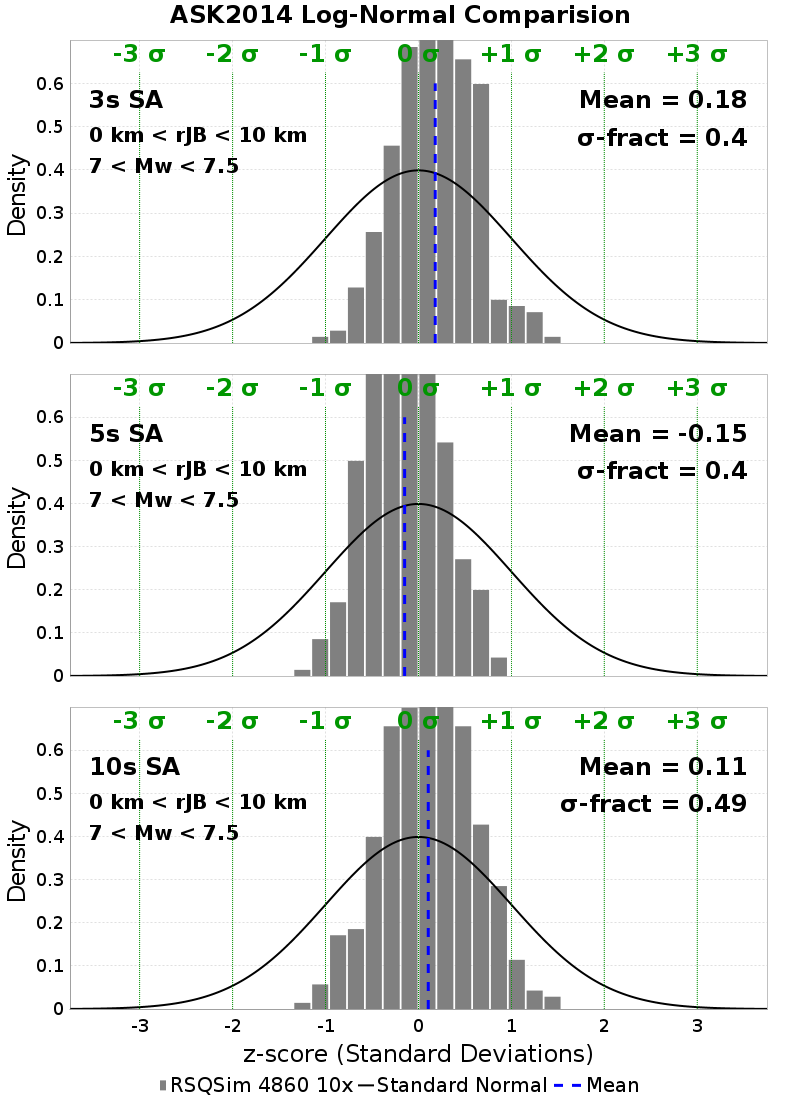 ASK2014 Log-Normal Comparision
-3 σ -2 σ -1 σ 0 σ +1 σ +2 σ +3 σ
3s SA
0 km < rJB < 10 km
7 < Mw < 7.5
Mean = 0.18
σ-fract = 0.4
Density
0.6
0.5
0.4
0.3
0.2
0.1
0
-3 σ -2 σ -1 σ 0 σ +1 σ +2 σ +3 σ
5s SA
0 km < rJB < 10 km
7 < Mw < 7.5
Mean = -0.15
σ-fract = 0.4
Density
0.6
0.5
0.4
0.3
0.2
0.1
0
-3 σ -2 σ -1 σ 0 σ +1 σ +2 σ +3 σ
10s SA
0 km < rJB < 10 km
7 < Mw < 7.5
Mean = 0.11
σ-fract = 0.49
Density
0.6
0.5
0.4
0.3
0.2
0.1
0
-3 -2 -1 0 1 2 3
z-score (Standard Deviations)
RSQSim 4860 10x Standard Normal Mean